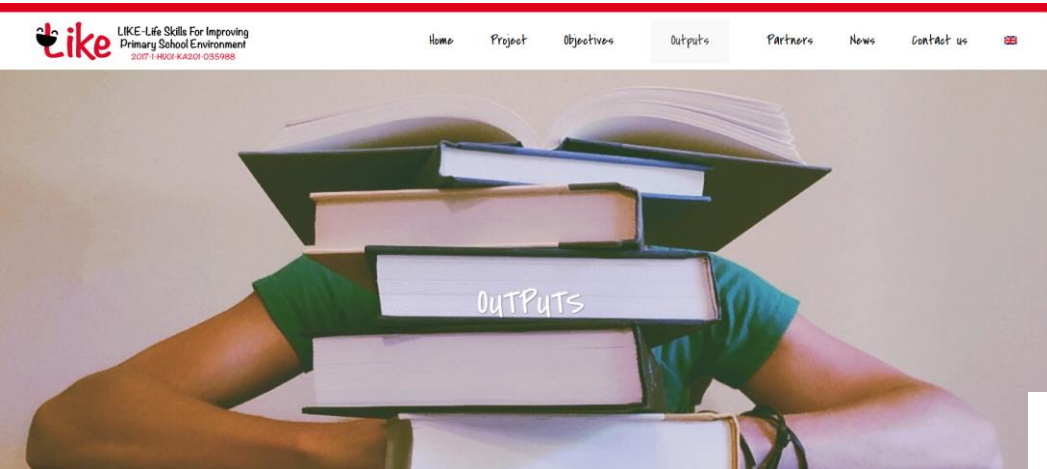 Like
LIKE-Life Skills For Improving
Primary School Environment
2017-1-HU01-KA201-035988
Home Project Objectives Outputs Partners News Contact us
OUTPUTS